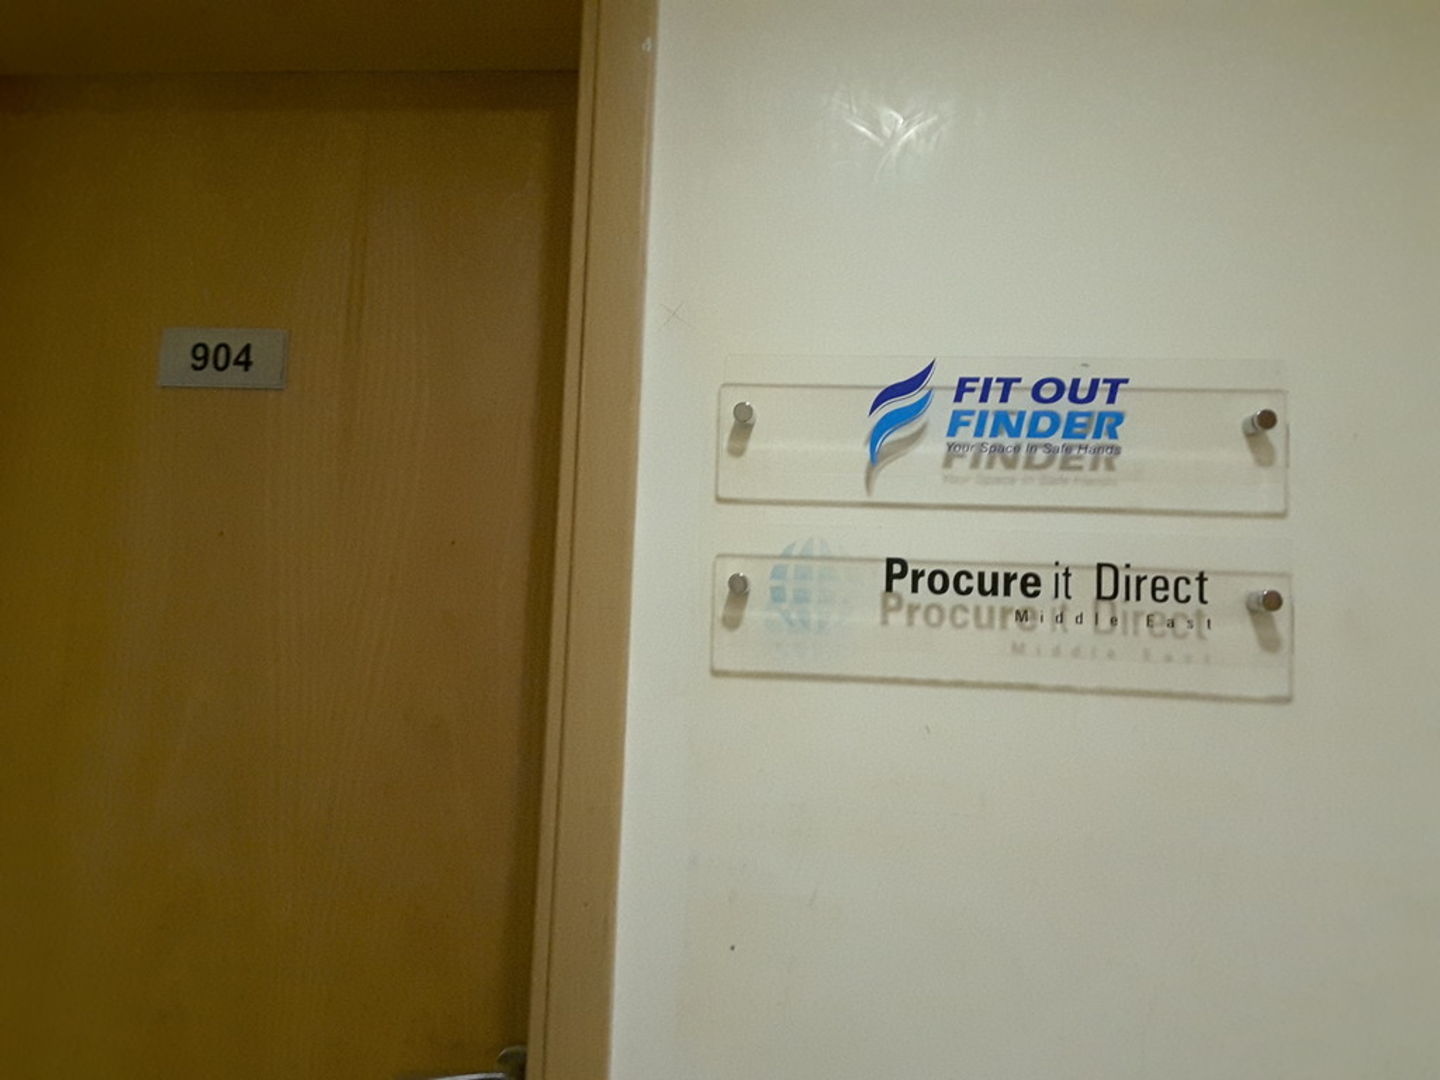 904
FIT OUT
FINDER
Your Space in Safe Hands
Procure it Direct
Middle East